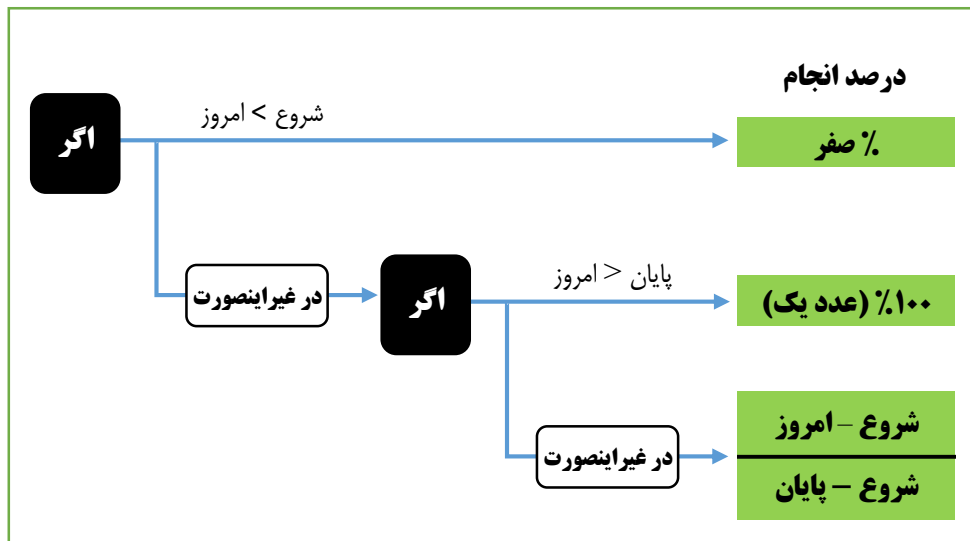 درصد انجام
اگر
شروع > امروز
% صفر
در غیراینصورت
اگر
پایان < امروز
۱۰۰% (عدد یک)
در غیراینصورت
شروع – امروز
شروع – پایان